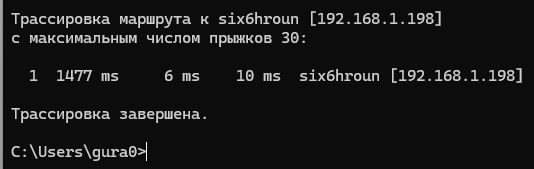 Трассировка маршрута к six6hroun [192.168.1.198]
с максимальным числом прыжков 30:
1 1477 ms 6 ms 10 ms six6hroun [192.168.1.198]
Трассировка завершена.
C:\Users\gura0>